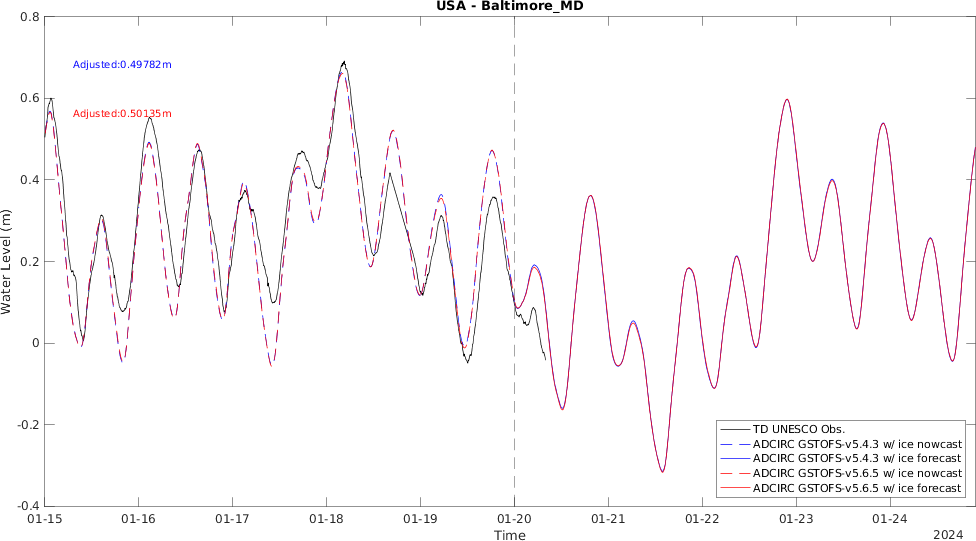 USA - Baltimore_MD
0.8
0.6
0.4
0.2
0
-0.2
-0.4
Water Level (m)
Adjusted:0.49782m
Adjusted:0.50135m
TD UNESCO Obs.
ADCIRC GSTOFS-v5.4.3 w/ ice nowcast
ADCIRC GSTOFS-v5.4.3 w/ ice forecast
ADCIRC GSTOFS-v5.6.5 w/ ice nowcast
ADCIRC GSTOFS-v5.6.5 w/ ice forecast
01-15 01-16 01-17 01-18 01-19 01-20 01-21 01-22 01-23 01-24
Time
2024